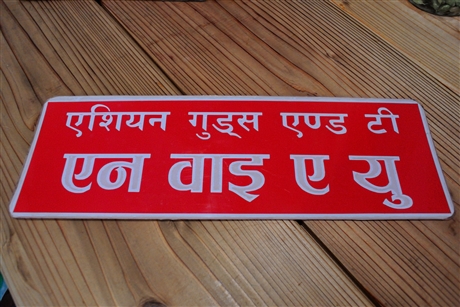 एशियन गुड्स एण्ड टी
एन वाइ ए यु